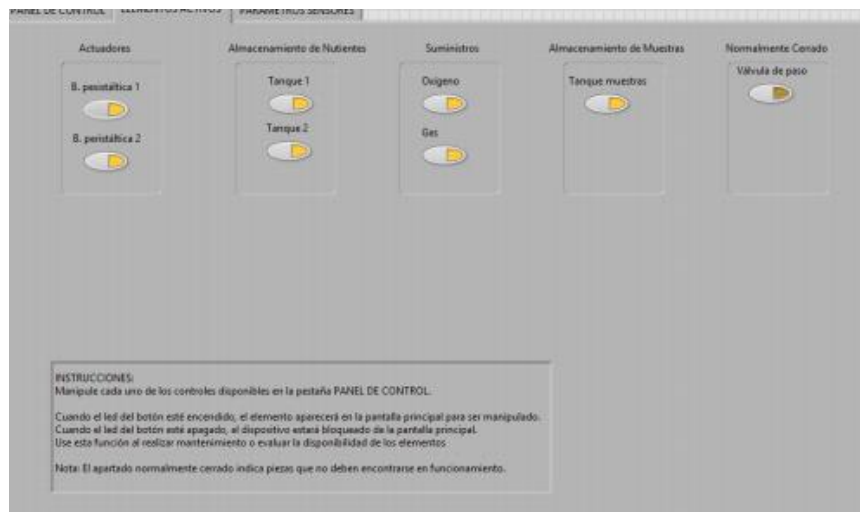 PANEL DE CONTROL ELEMENTOS ACTIVOS PARAMETROS SENSORES
Actuadores Almacenamiento de Nutientes Suministros Almacenamiento de Muestras Normalmente Cerrado
B. pesistáltica 1 Tanque 1 Oxigeno Tanque muestras Válvula de paso
B. peristáltica 2 Tanque 2 Gas
INSTRUCCIONES:
Manipule cada uno de los controles disponibles en la pestaña PANEL DE CONTROL.
Cuando el led del botón esté encendido, el elemento aparecerá en la pantalla principal para ser manipulado.
Cuando el led del botón esté apagado, el dispositivo estará bloqueado de la pantalla principal.
Use esta función al realizar mantenimiento o evaluar la disponibilidad de los elementos
Nota: El apartado normalmente cerrado indica piezas que no deben encontrarse en funcionamiento.